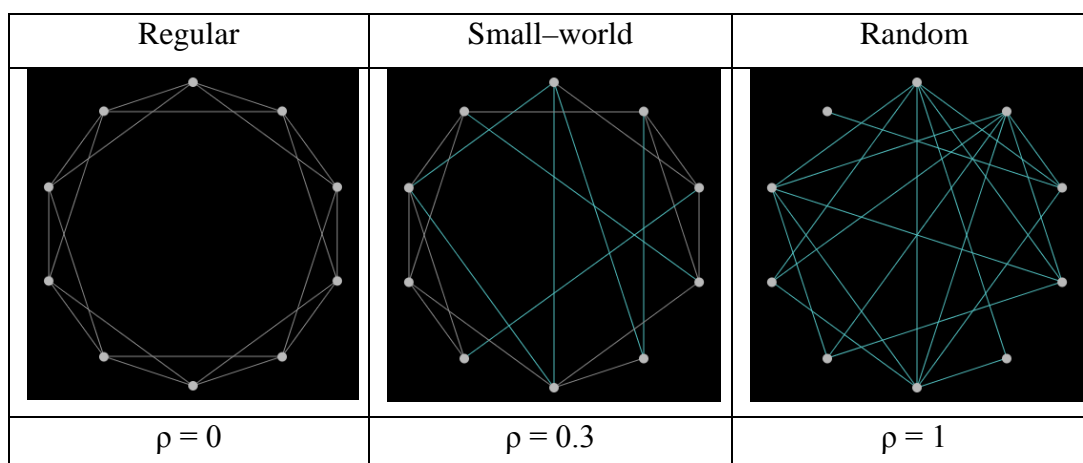 Regular Small–world Random
ρ = 0 ρ = 0.3 ρ = 1